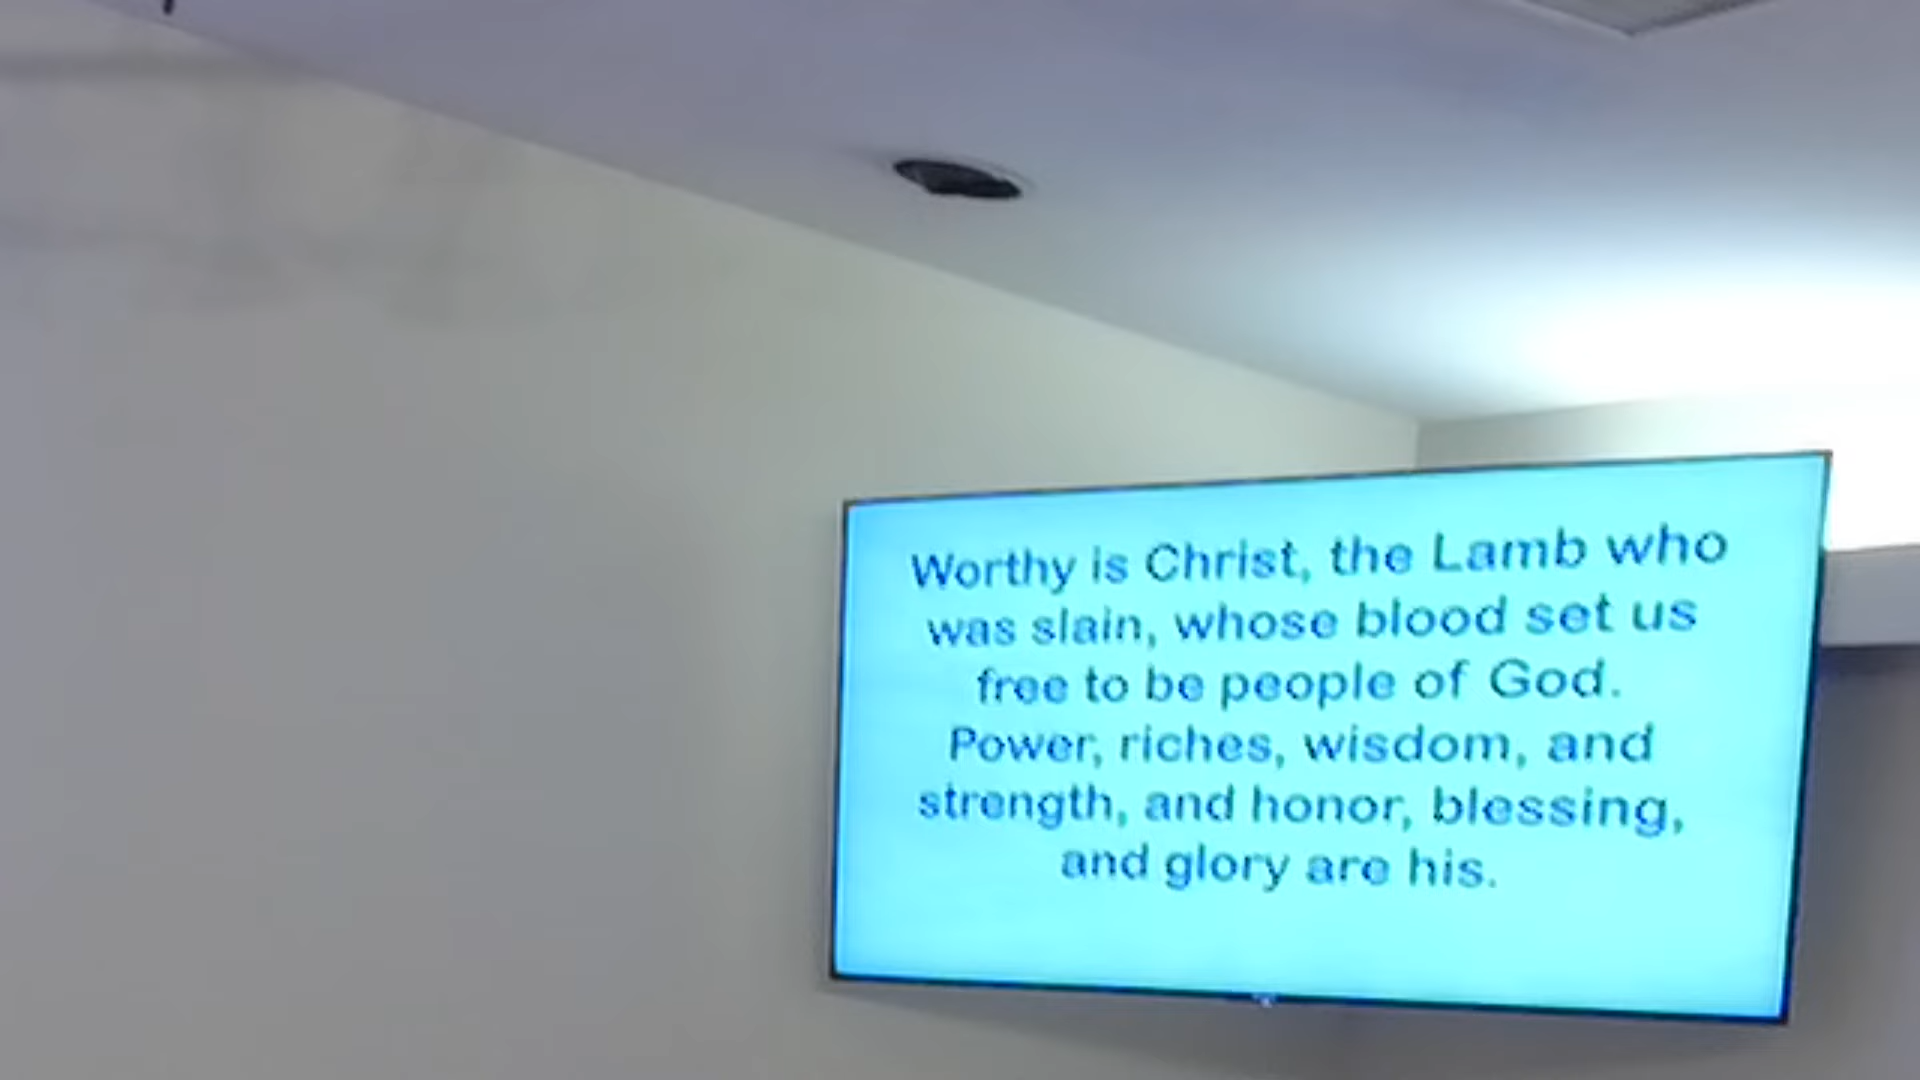 Worthy is Christ, the Lamb who
was slain, whose blood set us
free to be people of God.
Power, riches, wisdom, and
strength, and honor, blessing,
and glory are his.